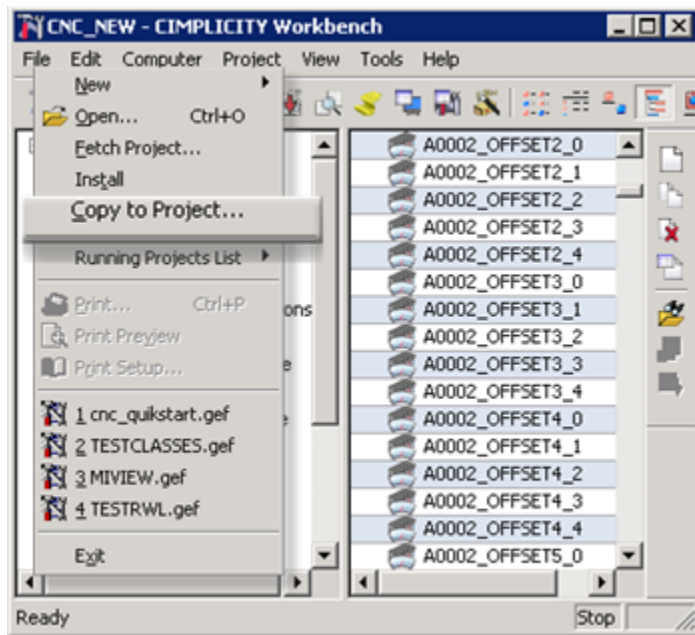 CNC_NEW - CIMPLICITY Workbench
File Edit Computer Project View Tools Help
New
Open... Ctrl+O
Fetch Project...
Install
Copy to Project...
Running Projects List
Print... Ctrl+P
Print Preview
Print Setup...
1 cnc_quikstart.gef
2 TESTCLASSES.gef
3 MIVIEW.gef
4 TESTRWL.gef
Exit
ons
e
A0002_OFFSET2_0
A0002_OFFSET2_1
A0002_OFFSET2_2
A0002_OFFSET2_3
A0002_OFFSET2_4
A0002_OFFSET3_0
A0002_OFFSET3_1
A0002_OFFSET3_2
A0002_OFFSET3_3
A0002_OFFSET3_4
A0002_OFFSET4_0
A0002_OFFSET4_1
A0002_OFFSET4_2
A0002_OFFSET4_3
A0002_OFFSET4_4
A0002_OFFSET5_0
Ready
Stop